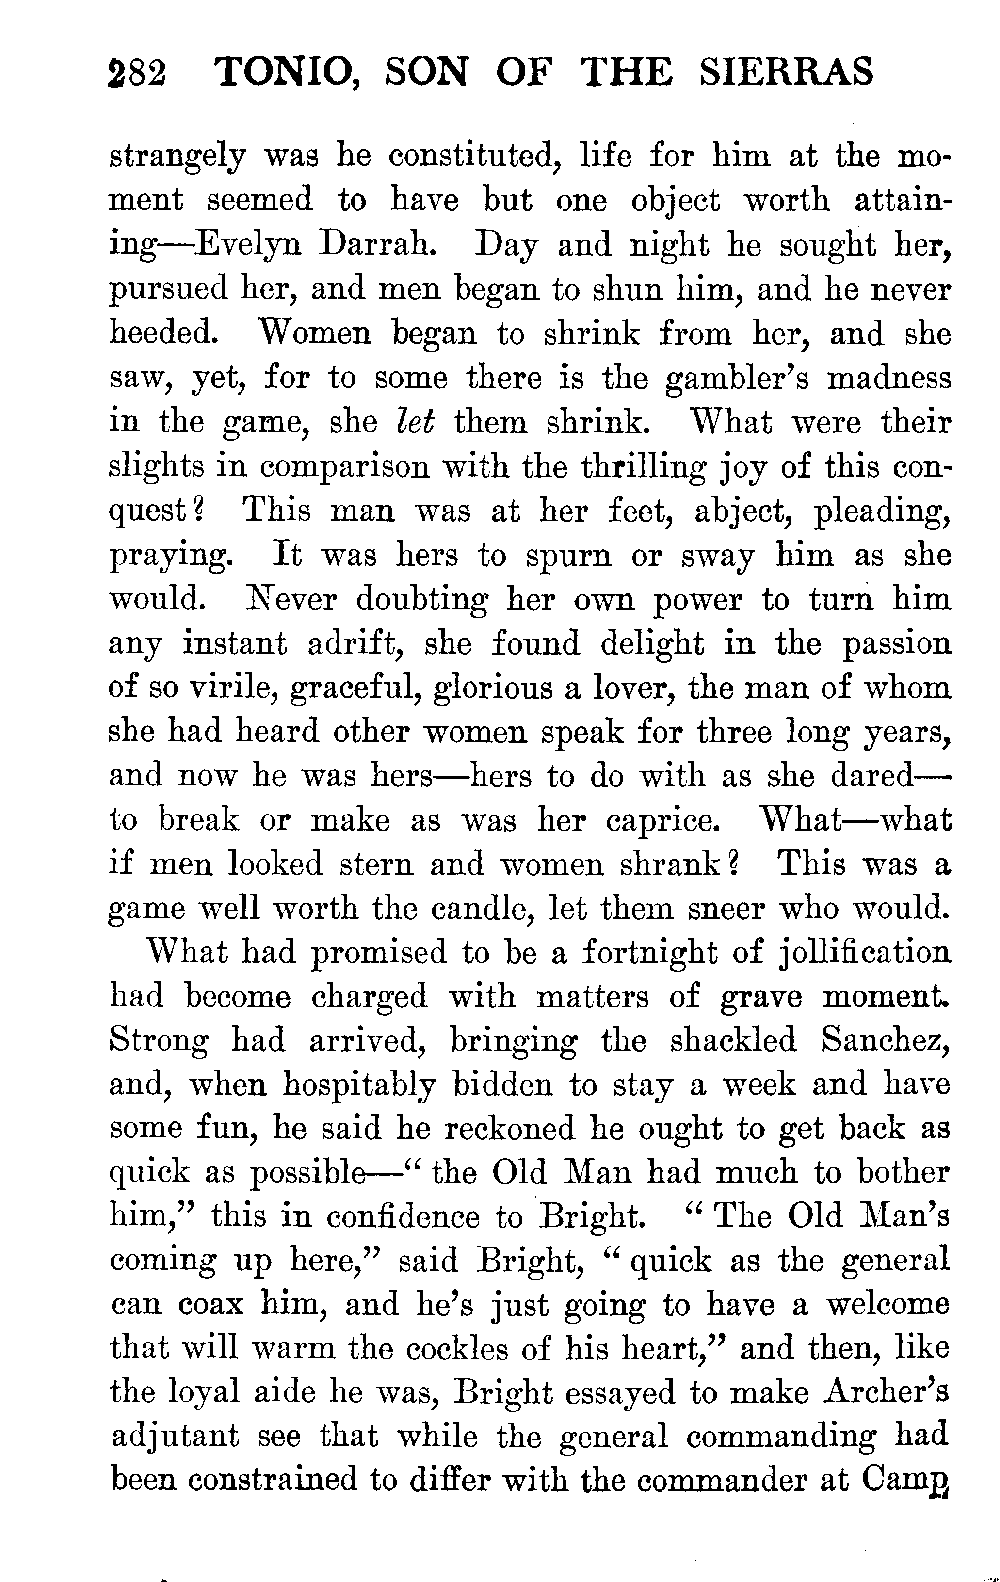 282 TONIO, SON OF THE SIERRAS
strangely was he constituted, life for him at the mo-
ment seemed to have but one object worth attain-
ing—Evelyn Darrah. Day and night he sought her,
pursued her, and men began to shun him, and he never
heeded. Women began to shrink from her, and she
saw, yet, for to some there is the gambler's madness
in the game, she let them shrink. What were their
slights in comparison with the thrilling joy of this con-
quest? This man was at her feet, abject, pleading,
praying. It was hers to spurn or sway him as she
would. Never doubting her own power to turn him
any instant adrift, she found delight in the passion
of so virile, graceful, glorious a lover, the man of whom
she had heard other women speak for three long years,
and now he was hers—hers to do with as she dared—
to break or make as was her caprice. What—what
if men looked stern and women shrank? This was a
game well worth the candle, let them sneer who would.
What had promised to be a fortnight of jollification
had become charged with matters of grave moment.
Strong had arrived, bringing the shackled Sanchez,
and, when hospitably bidden to stay a week and have
some fun, he said he reckoned he ought to get back as
quick as possible—“ the Old Man had much to bother
him,” this in confidence to Bright. “ The Old Man's
coming up here,” said Bright, “ quick as the general
can coax him, and he's just going to have a welcome
that will warm the cockles of his heart,” and then, like
the loyal aide he was, Bright essayed to make Archer's
adjutant see that while the general commanding had
been constrained to differ with the commander at Camp